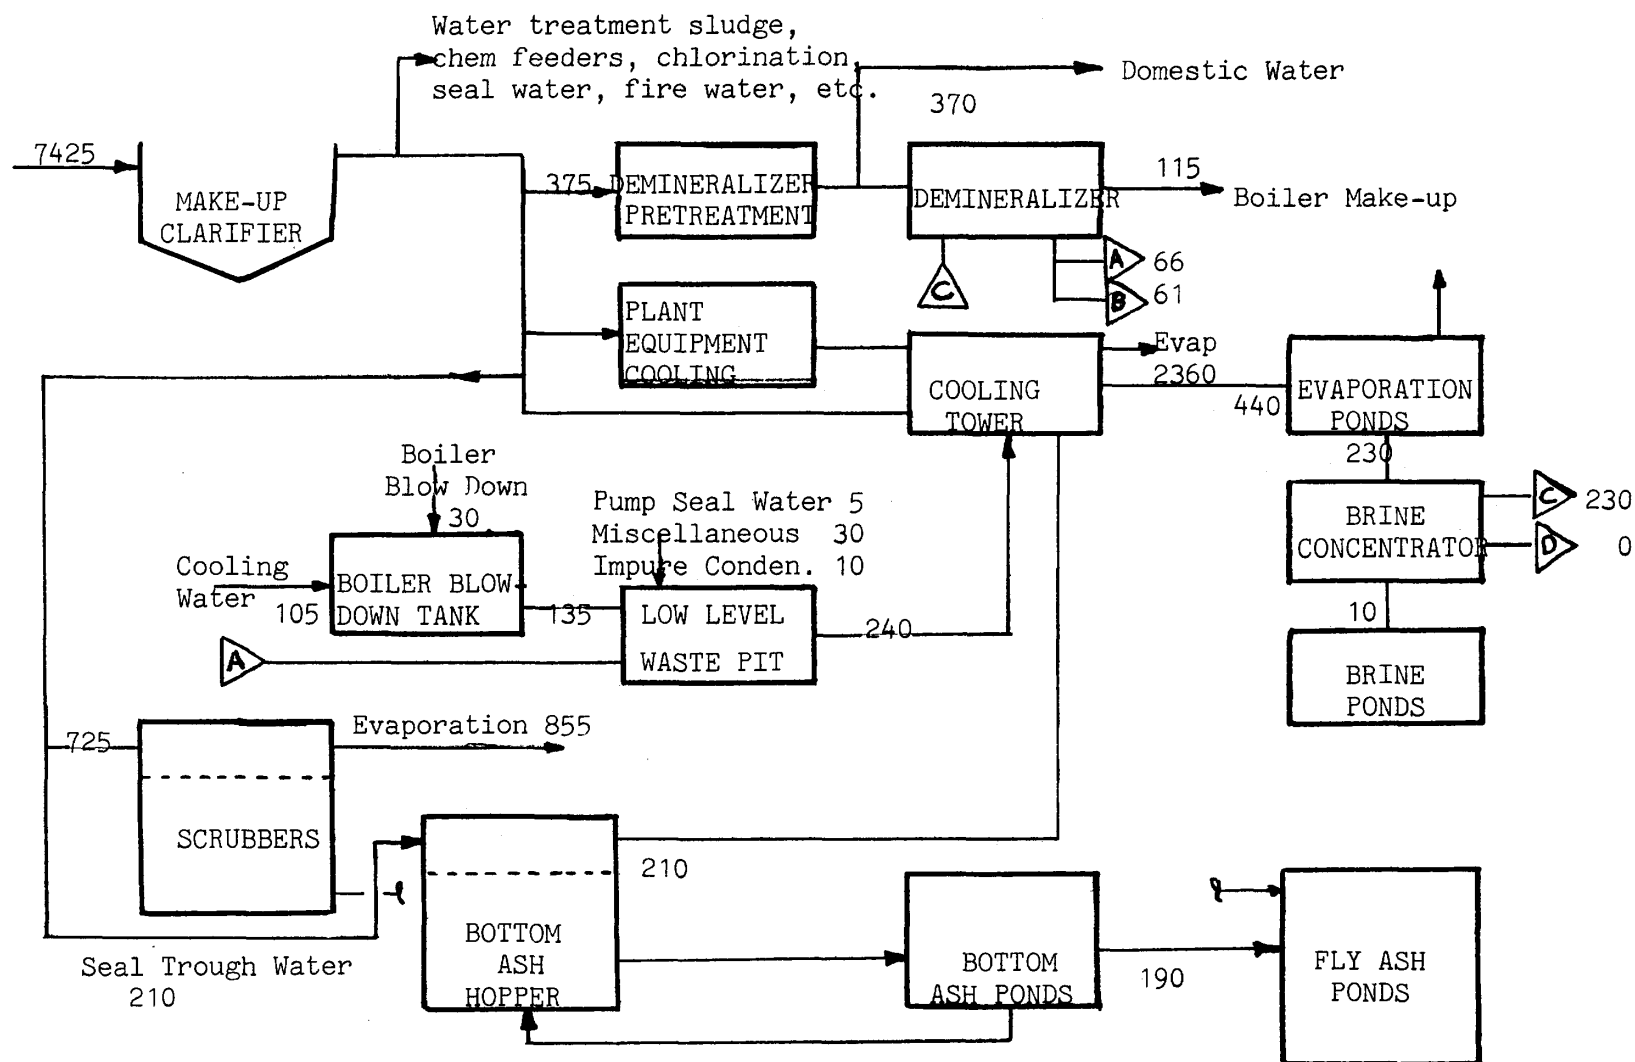 Water treatment sludge,
chem feeders, chlorination
seal water, fire water, etc.
Domestic Water
370
7425
MAKE-UP
CLARIFIER
375
DEMINERALIZER
PRETREATMENT
DEMINERALIZER
115
Boiler Make-up
A
66
B
61
C
PLANT
EQUIPMENT
COOLING
COOLING
TOWER
Evap
2360
440
EVAPORATION
PONDS
230
Boiler
Blow Down
30
Cooling
Water
105
BOILER BLOW-
DOWN TANK
135
Pump Seal Water 5
Miscellaneous 30
Impure Conden. 10
LOW LEVEL
WASTE PIT
240
A
BRINE
CONCENTRATOR
C
230
D
0
10
BRINE
PONDS
725
Evaporation 855
SCRUBBERS
210
BOTTOM
ASH
HOPPER
Seal Trough Water
210
BOTTOM
ASH PONDS
190
FLY ASH
PONDS